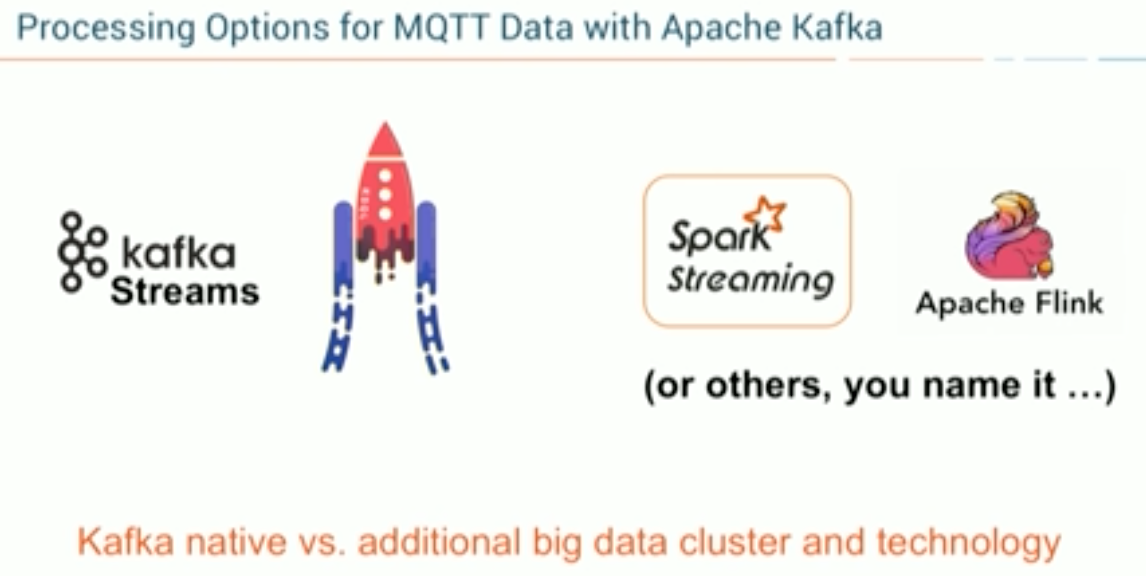 Processing Options for MQTT Data with Apache Kafka
kafka
Streams
KSQL
Spark
Streaming
Apache Flink
(or others, you name it ...)
Kafka native vs. additional big data cluster and technology